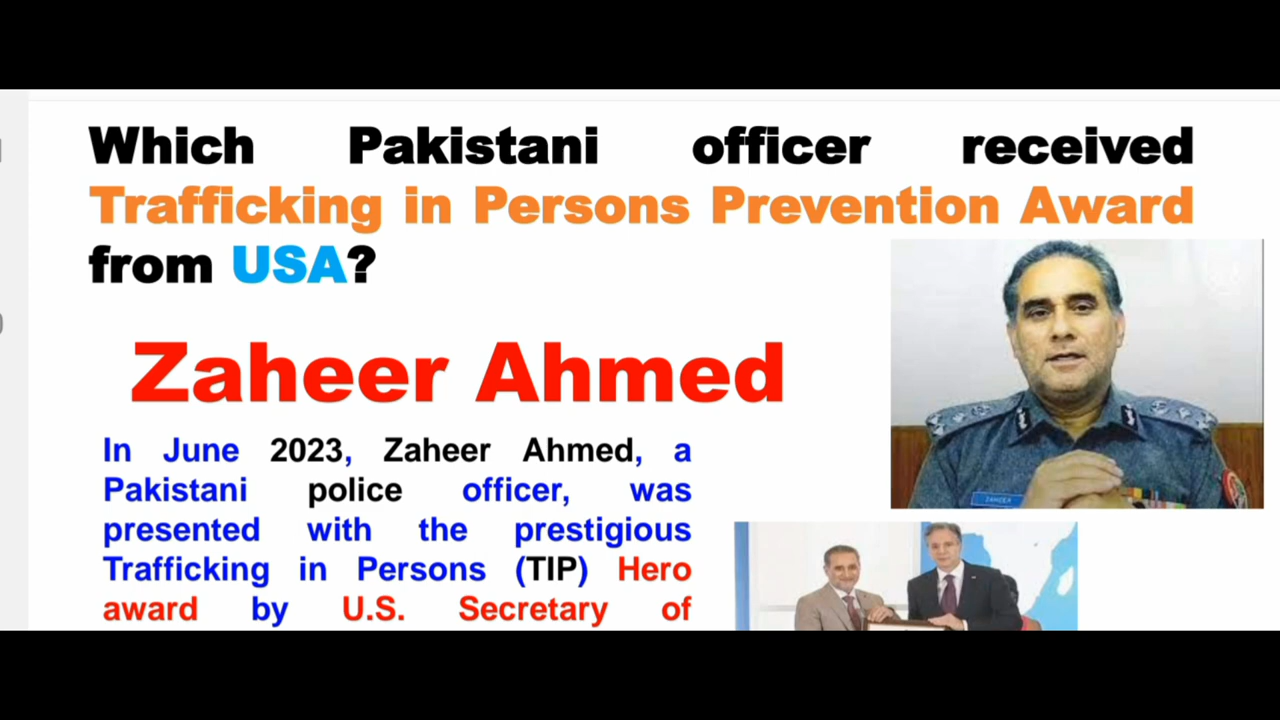 Which Pakistani officer received
Trafficking in Persons Prevention Award
from USA?
Zaheer Ahmed
In June 2023, Zaheer Ahmed, a
Pakistani police officer, was
presented with the prestigious
Trafficking in Persons (TIP) Hero
award by U.S. Secretary of
ZAHEER